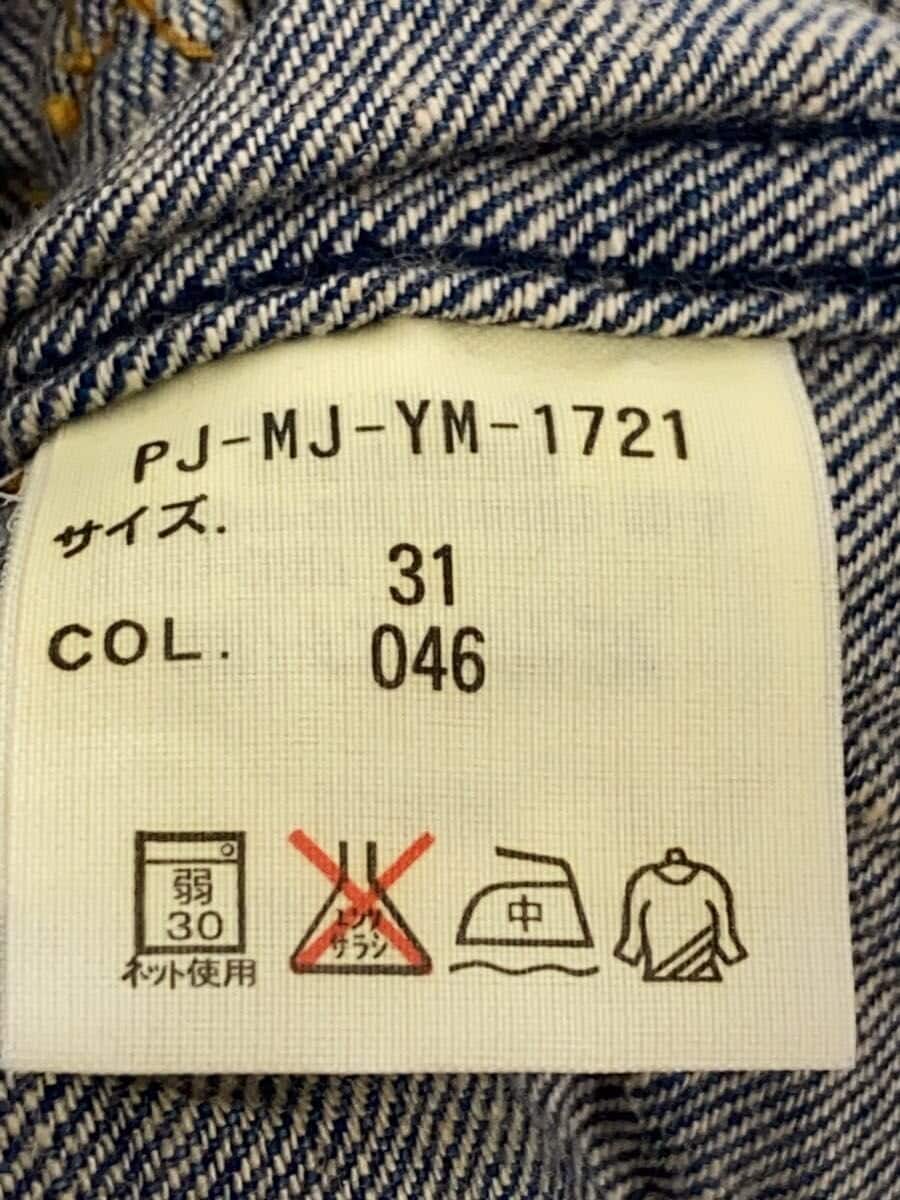 PJ-MJ-YM-1721
サイズ.
31
COL.
046
弱
30
ネット使用
エンソ
サラシ
中